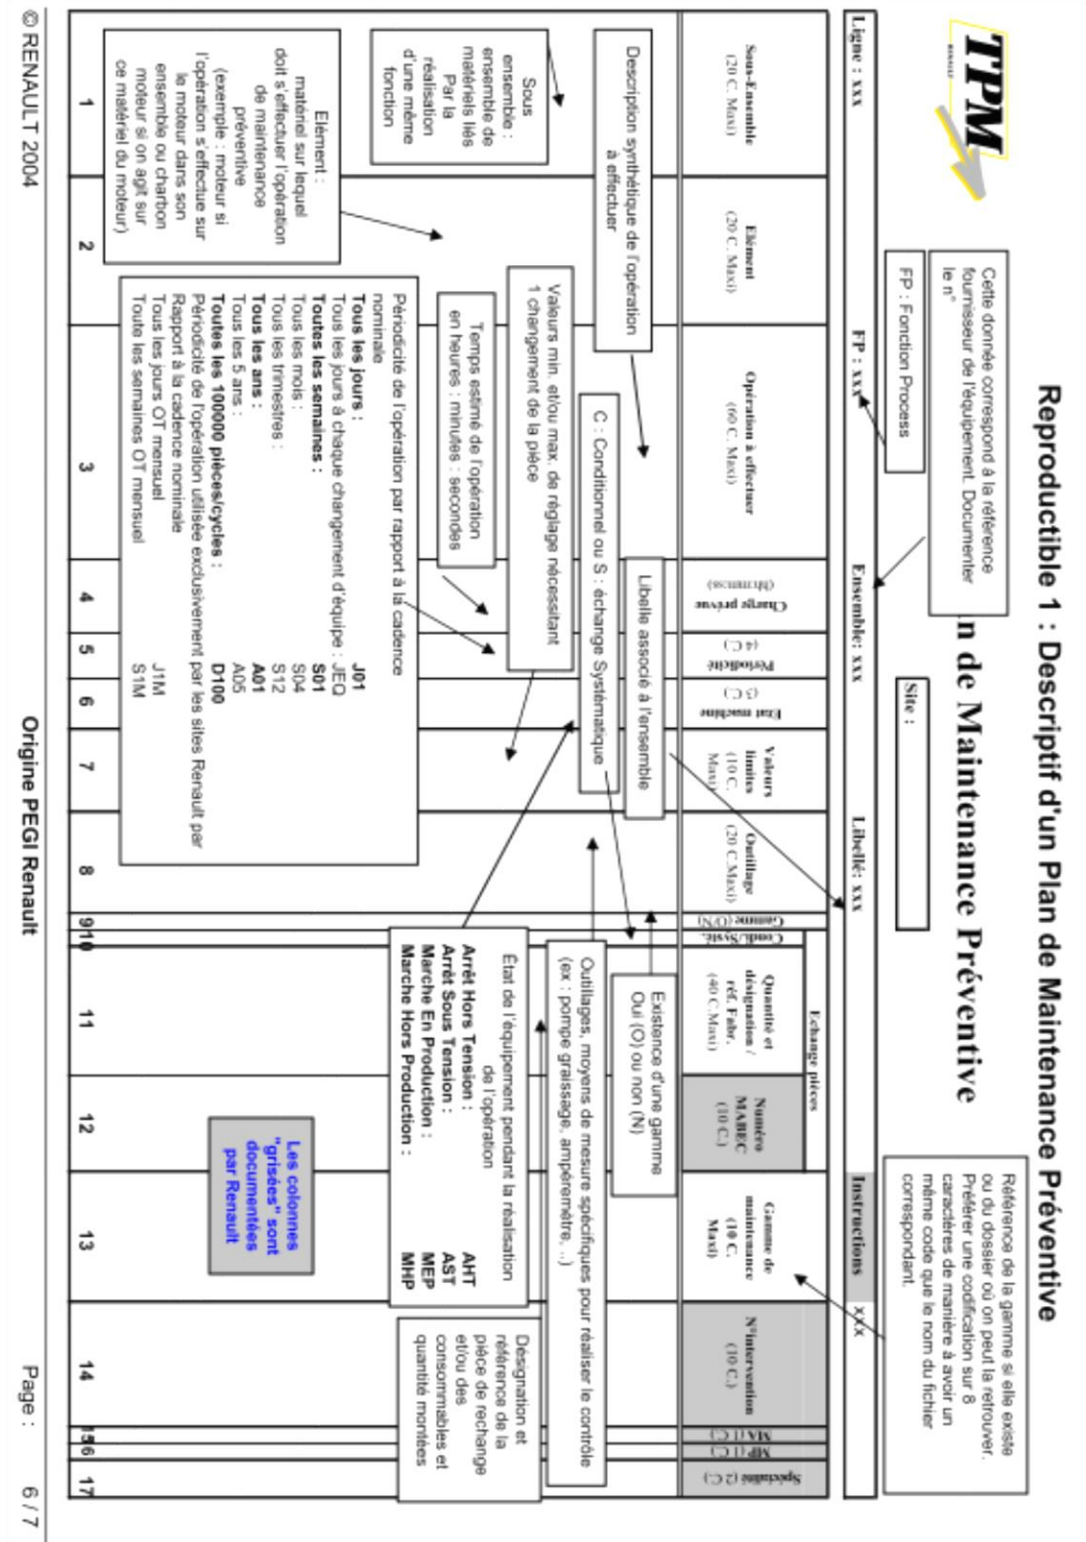 Reproductible 1 : Descriptif d'un Plan de Maintenance Préventive
TPM
RENAULT
Cette donnée correspond à la référence
fournisseur de l'équipement. Documenter
le n°
n de Maintenance Préventive
Référence de la gamme si elle existe
ou du dossier où on peut la retrouver.
Préférer une codification sur 8
caractères de manière à avoir un
même code que le nom du fichier
correspondant.
FP : Fonction Process
Site :
Ligne : xxx
FP : xxx
Ensemble: xxx
Libellé: xxx
Instructions
xxx
Echange pièces
Sous-Ensemble
(20 C. Maxi)
Elément
(20 C. Maxi)
Opération à effectuer
(60 C. Maxi)
Charge prévue
(hh:mm:ss)
Périodicité
(4 C.)
Etat machine
(3 C.)
Valeurs
limites
(10 C.
Maxi)
Outillage
(20 C.Maxi)
Gamme (O/N)
Condi./Systé.
Quantité et
désignation /
réf. Fabr.
(40 C.Maxi)
Numéro
MABEC
(10 C.)
Gamme de
maintenance
(10 C.
Maxi)
N°intervention
(10 C.)
MA (1 C.)
MP (1 C.)
Spécialité (2 C.)
Description synthétique de l'opération
à effectuer
Libelle associé à l'ensemble
Existence d'une gamme
Oui (O) ou non (N)
C : Conditionnel ou S : échange Systématique
Outillages, moyens de mesure spécifiques pour réaliser le contrôle
(ex : pompe graissage, ampèremètre, ..)
Sous
ensemble :
ensemble de
matériels liés
Par la
réalisation
d'une même
fonction
Valeurs min. et/ou max. de réglage nécessitant
1 changement de la pièce
Temps estimé de l'opération
en heures : minutes : secondes
État de l'équipement pendant la réalisation
de l'opération
Arrêt Hors Tension : AHT
Arrêt Sous Tension : AST
Marche En Production : MEP
Marche Hors Production : MHP
Désignation et
référence de la
pièce de rechange
et/ou des
consommables et
quantité montées
Elément :
matériel sur lequel
doit s'effectuer l'opération
de maintenance
préventive
(exemple : moteur si
l'opération s'effectue sur
le moteur dans son
ensemble ou charbon
moteur si on agit sur
ce matériel du moteur)
Périodicité de l'opération par rapport à la cadence
nominale
Tous les jours : J01
Tous les jours à chaque changement d'équipe : JEQ
Toutes les semaines : S01
Tous les mois : S04
Tous les trimestres : S12
Tous les ans : A01
Tous les 5 ans : A05
Toutes les 100000 pièces/cycles : D100
Périodicité de l'opération utilisée exclusivement par les sites Renault par
Rapport à la cadence nominale
Tous les jours OT mensuel J1M
Toute les semaines OT mensuel S1M
Les colonnes
"grisées" sont
documentées
par Renault
1 2 3 4 5 6 7 8 9 10 11 12 13 14 15 16 17
© RENAULT 2004
Origine PEGI Renault
Page : 6 / 7